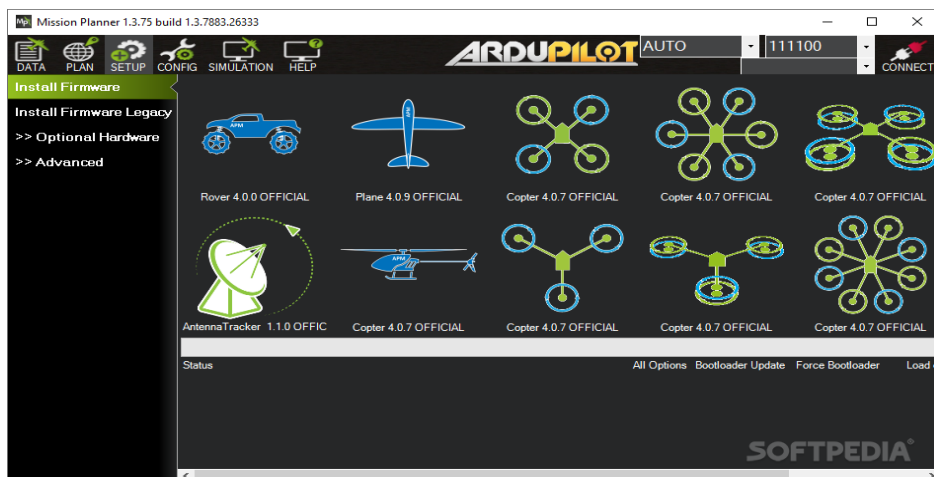 Mission Planner 1.3.75 build 1.3.7883.26333
DATA PLAN SETUP CONFIG SIMULATION HELP
ARDUPILOT
AUTO 111100
CONNECT
Install Firmware
Install Firmware Legacy
>> Optional Hardware
>> Advanced
APM
APM
Rover 4.0.0 OFFICIAL Plane 4.0.9 OFFICIAL Copter 4.0.7 OFFICIAL Copter 4.0.7 OFFICIAL Copter 4.0.7 OFFICIAL
APM
AntennaTracker 1.1.0 OFFIC Copter 4.0.7 OFFICIAL Copter 4.0.7 OFFICIAL Copter 4.0.7 OFFICIAL Copter 4.0.7 OFFICIAL
Status All Options Bootloader Update Force Bootloader Load
SOFTPEDIA®